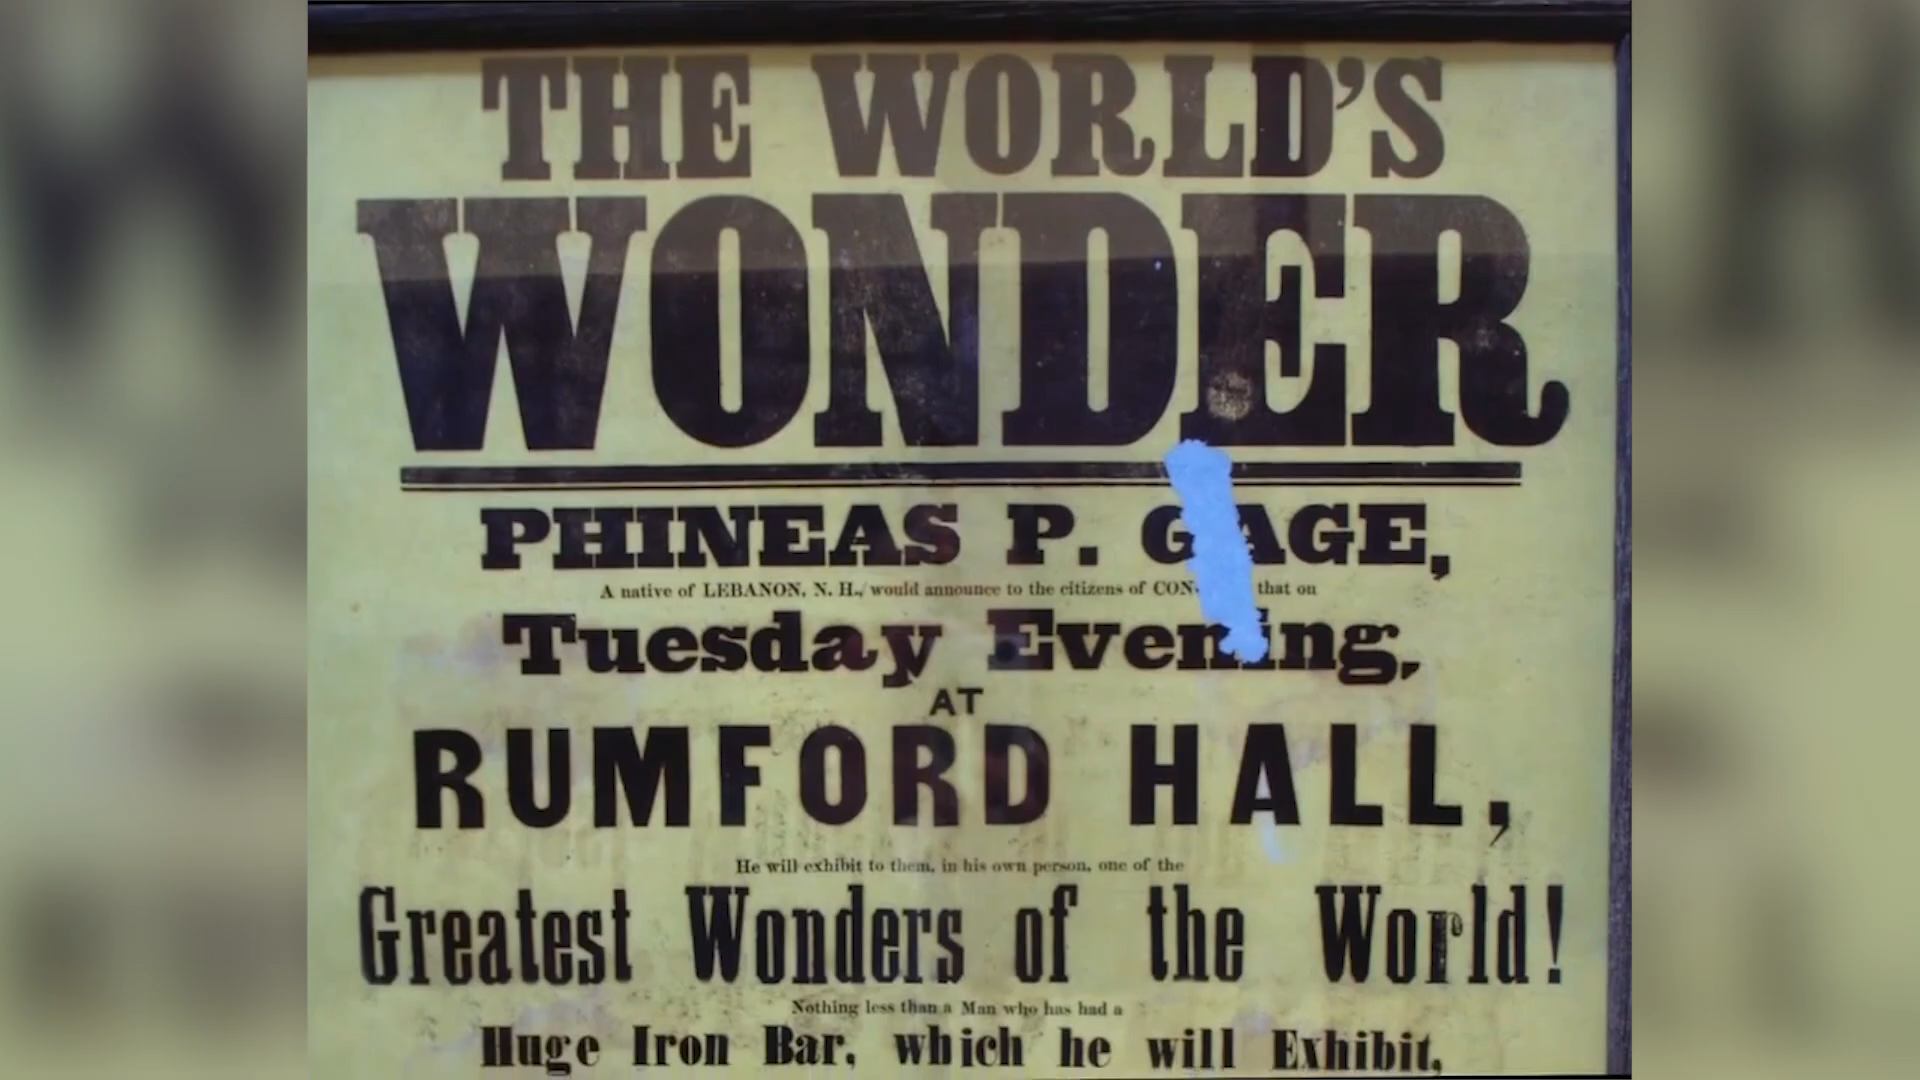 THE WORLD'S
WONDER
PHINEAS P. GAGE,
A native of LEBANON, N. H., would announce to the citizens of CON that on
Tuesday Evening,
AT
RUMFORD HALL,
He will exhibit to them, in his own person, one of the
Greatest Wonders of the World!
Nothing less than a Man who has had a
Huge Iron Bar, which he will Exhibit,